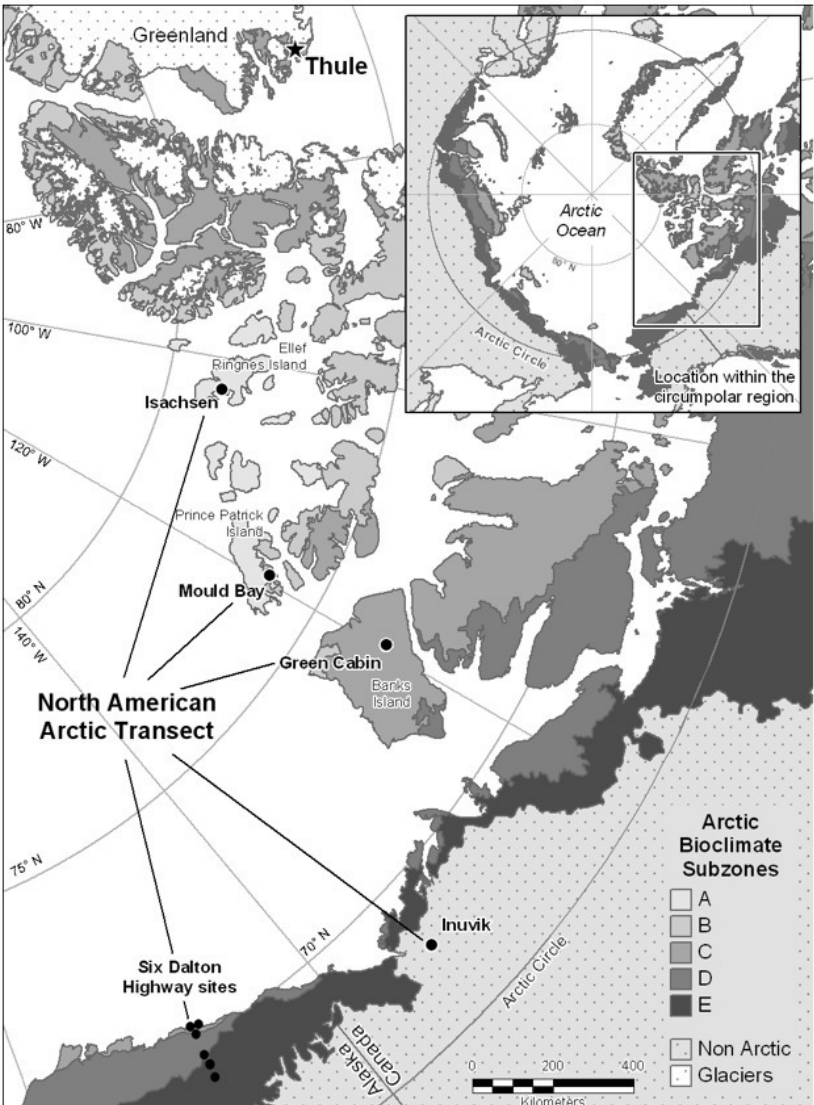 Greenland
Thule
80° W
100° W
120° W
80° N
140° W
75° N
70° N
Ellef
Ringnes Island
Isachsen
Prince Patrick
Island
Mould Bay
Green Cabin
Banks
Island
North American
Arctic Transect
Inuvik
Six Dalton
Highway sites
Arctic Circle
Alaska
Canada
Arctic
Ocean
80° N
Arctic Circle
Location within the
circumpolar region
Arctic
Bioclimate
Subzones
A
B
C
D
E
Non Arctic
Glaciers
0 200 400
Kilometers